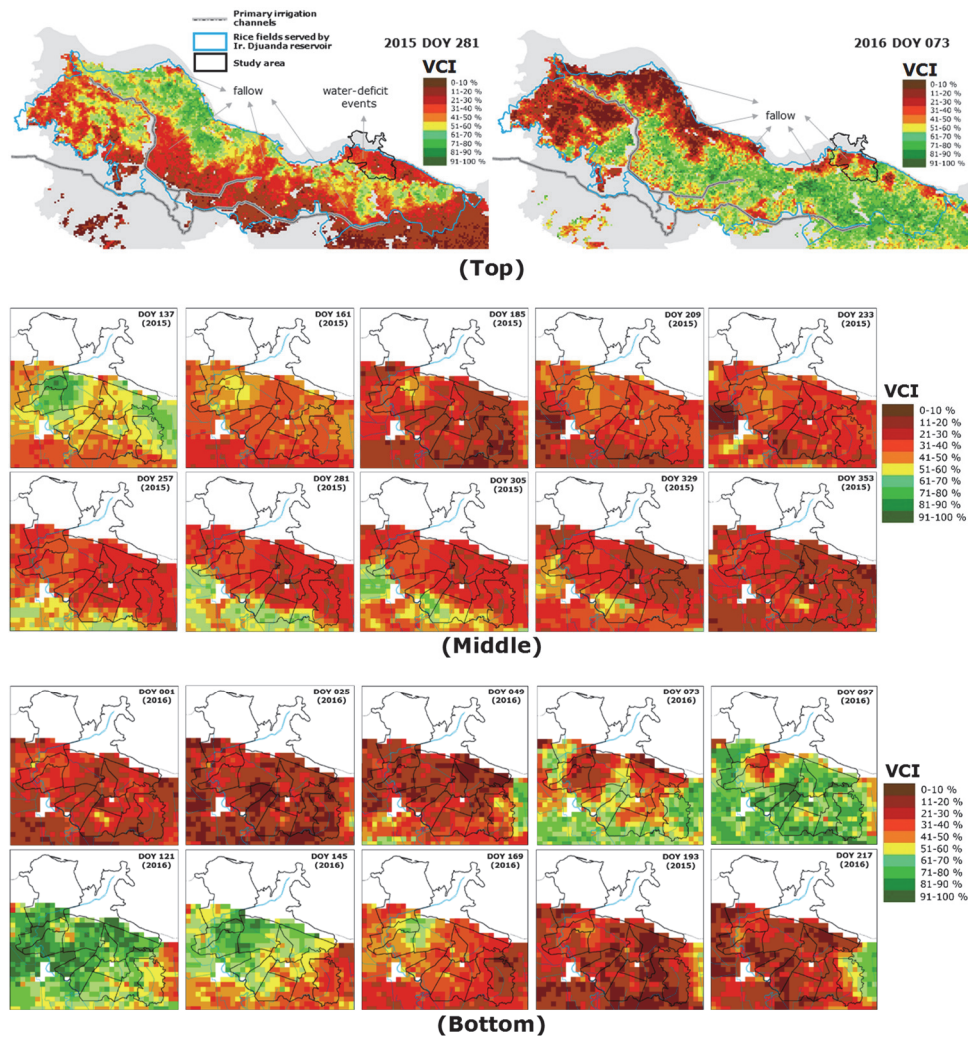 Primary irrigation
channels
Rice fields served by
Ir. Djuanda reservoir
Study area
2015 DOY 281
VCI
0-10 %
11-20 %
21-30 %
31-40 %
41-50 %
51-60 %
61-70 %
71-80 %
81-90 %
91-100 %
fallow
water-deficit
events
2016 DOY 073
VCI
0-10 %
11-20 %
21-30 %
31-40 %
41-50 %
51-60 %
61-70 %
71-80 %
81-90 %
91-100 %
fallow
(Top)
DOY 137
(2015)
DOY 161
(2015)
DOY 185
(2015)
DOY 209
(2015)
DOY 233
(2015)
DOY 257
(2015)
DOY 281
(2015)
DOY 305
(2015)
DOY 329
(2015)
DOY 353
(2015)
VCI
0-10 %
11-20 %
21-30 %
31-40 %
41-50 %
51-60 %
61-70 %
71-80 %
81-90 %
91-100 %
(Middle)
DOY 001
(2016)
DOY 025
(2016)
DOY 049
(2016)
DOY 073
(2016)
DOY 097
(2016)
DOY 121
(2016)
DOY 145
(2016)
DOY 169
(2016)
DOY 193
(2015)
DOY 217
(2016)
VCI
0-10 %
11-20 %
21-30 %
31-40 %
41-50 %
51-60 %
61-70 %
71-80 %
81-90 %
91-100 %
(Bottom)